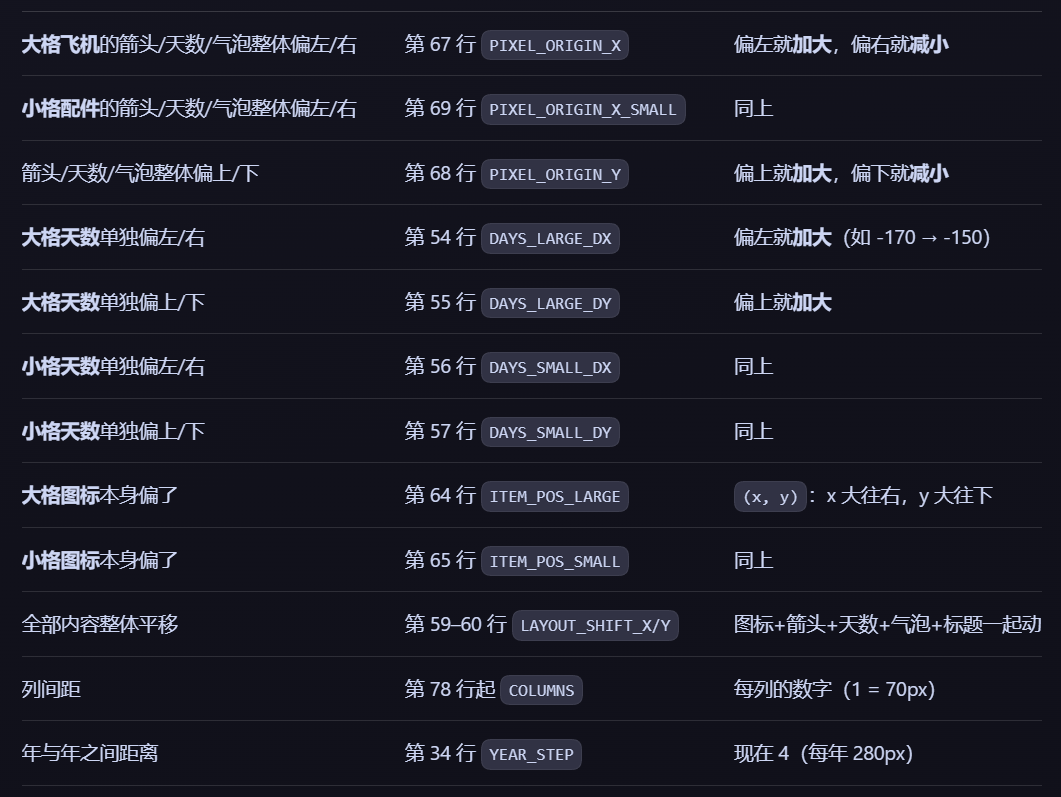 大格飞机的箭头/天数/气泡整体偏左/右 第 67 行 PIXEL_ORIGIN_X 偏左就加大，偏右就减小
小格配件的箭头/天数/气泡整体偏左/右 第 69 行 PIXEL_ORIGIN_X_SMALL 同上
箭头/天数/气泡整体偏上/下 第 68 行 PIXEL_ORIGIN_Y 偏上就加大，偏下就减小
大格天数单独偏左/右 第 54 行 DAYS_LARGE_DX 偏左就加大（如 -170 → -150）
大格天数单独偏上/下 第 55 行 DAYS_LARGE_DY 偏上就加大
小格天数单独偏左/右 第 56 行 DAYS_SMALL_DX 同上
小格天数单独偏上/下 第 57 行 DAYS_SMALL_DY 同上
大格图标本身偏了 第 64 行 ITEM_POS_LARGE (x, y)：x 大往右，y 大往下
小格图标本身偏了 第 65 行 ITEM_POS_SMALL 同上
全部内容整体平移 第 59–60 行 LAYOUT_SHIFT_X/Y 图标+箭头+天数+气泡+标题一起动
列间距 第 78 行起 COLUMNS 每列的数字（1 = 70px）
年与年之间距离 第 34 行 YEAR_STEP 现在 4（每年 280px）